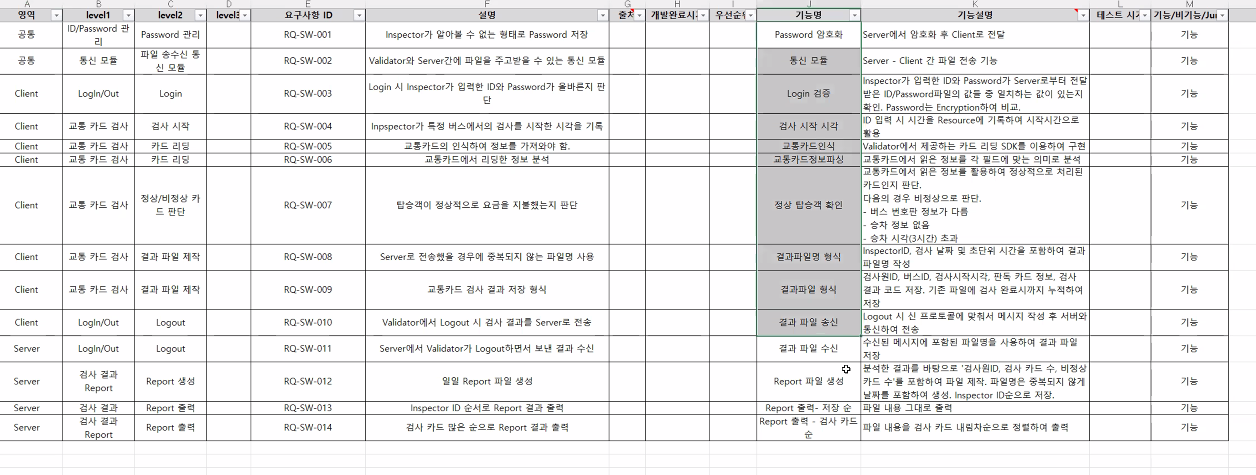 A B C D E F G H I J K L M
영역 level1 level2 level3 요구사항 ID 설명 출처 개발완료시 우선순위 기능명 기능설명 테스트 시 기능/비기능/Jur
공통 ID/Password 관리 Password 관리 RQ-SW-001 Inspector가 알아볼 수 없는 형태로 Password 저장 Password 암호화 Server에서 암호화 후 Client로 전달 기능
공통 통신 모듈 파일 송수신 통신 모듈 RQ-SW-002 Validator와 Server간에 파일을 주고받을 수 있는 통신 모듈 통신 모듈 Server - Client 간 파일 전송 기능 기능
Client LogIn/Out Login RQ-SW-003 Login 시 Inspector가 입력한 ID와 Password가 올바른지 판단 Login 검증 Inspector가 입력한 ID와 Password가 Server로부터 전달받은 ID/Password파일의 값들 중 일치하는 값이 있는지 확인. Password는 Encryption하여 비교. 기능
Client 교통 카드 검사 검사 시작 RQ-SW-004 Inpspector가 특정 버스에서의 검사를 시작한 시각을 기록 검사 시작 시각 ID 입력 시 시간을 Resource에 기록하여 시작시간으로 활용 기능
Client 교통 카드 검사 카드 리딩 RQ-SW-005 교통카드의 인식하여 정보를 가져와야 함. 교통카드인식 Validator에서 제공하는 카드 리딩 SDK를 이용하여 구현 기능
Client 교통 카드 검사 카드 리딩 RQ-SW-006 교통카드에서 리딩한 정보 분석 교통카드정보파싱 교통카드에서 읽은 정보를 각 필드에 맞는 의미로 분석 기능
Client 교통 카드 검사 정상/비정상 카드 판단 RQ-SW-007 탑승객이 정상적으로 요금을 지불했는지 판단 정상 탑승객 확인 교통카드에서 읽은 정보를 활용하여 정상적으로 처리된 카드인지 판단. 기능
다음의 경우 비정상으로 판단.
- 버스 번호판 정보가 다름
- 승차 정보 없음
- 승차 시각(3시간) 초과
Client 교통 카드 검사 결과 파일 제작 RQ-SW-008 Server로 전송했을 경우에 중복되지 않는 파일명 사용 결과파일명 형식 InspectorID, 검사 날짜 및 초단위 시간을 포함하여 결과 파일명 작성 기능
Client 교통 카드 검사 결과 파일 제작 RQ-SW-009 교통카드 검사 결과 저장 형식 결과파일 형식 검사원ID, 버스ID, 검사시작시각, 판독 카드 정보, 검사 결과 코드 저장. 기존 파일에 검사 완료시까지 누적하여 저장 기능
Client LogIn/Out Logout RQ-SW-010 Validator에서 Logout 시 검사 결과를 Server로 전송 결과 파일 송신 Logout 시 신 프로토콜에 맞춰서 메시지 작성 후 서버와 통신하여 전송 기능
Server LogIn/Out Logout RQ-SW-011 Server에서 Validator가 Logout하면서 보낸 결과 수신 결과 파일 수신 수신된 메시지에 포함된 파일명을 사용하여 결과 파일 저장 기능
Server 검사 결과 Report Report 생성 RQ-SW-012 일일 Report 파일 생성 Report 파일 생성 분석한 결과를 바탕으로 '검사원ID, 검사 카드 수, 비정상 카드 수'를 포함하여 파일 제작. 파일명은 중복되지 않게 날짜를 포함하여 생성. Inspector ID순으로 저장. 기능
Server 검사 결과 Report Report 출력 RQ-SW-013 Inspector ID 순서로 Report 결과 출력 Report 출력- 저장 순 파일 내용 그대로 출력 기능
Server 검사 결과 Report Report 출력 RQ-SW-014 검사 카드 많은 순으로 Report 결과 출력 Report 출력 - 검사 카드 순 파일 내용을 검사 카드 내림차순으로 정렬하여 출력 기능